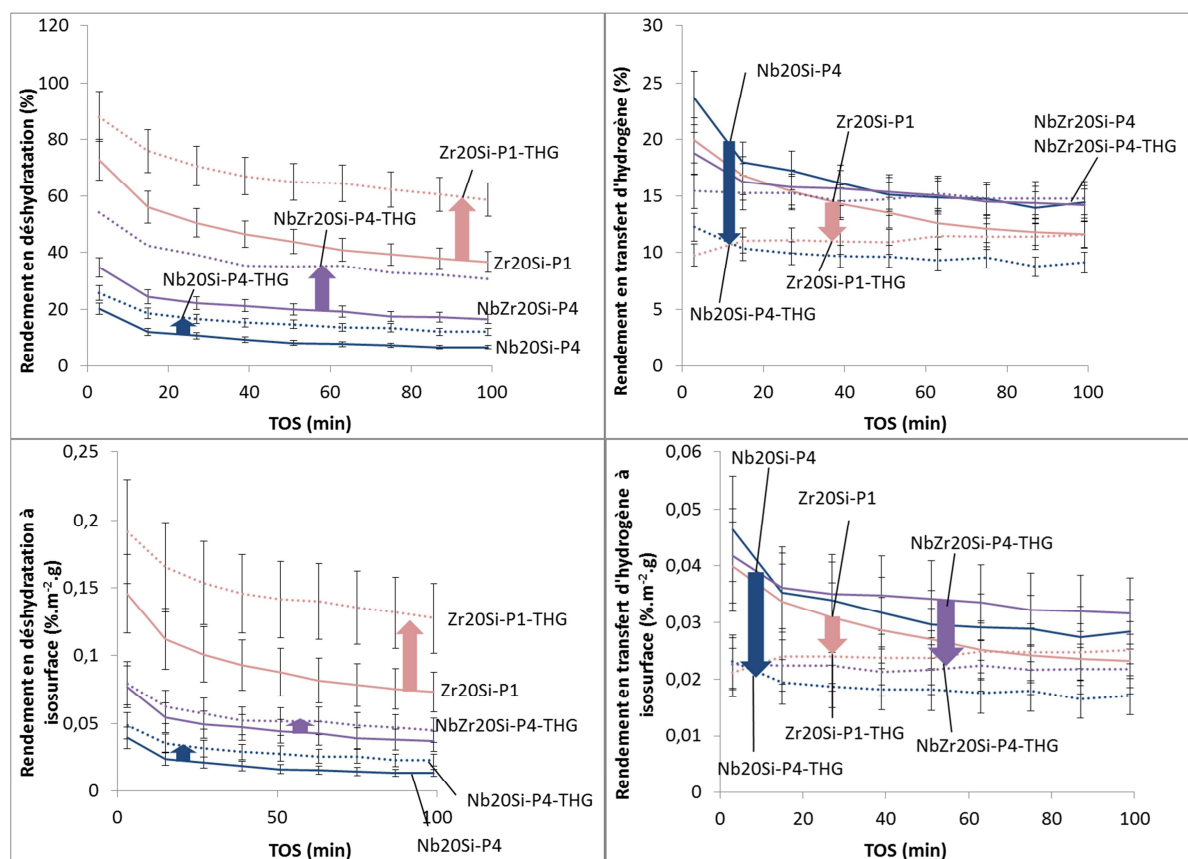 120
100
80
60
40
20
0
Rendement en déshydratation (%)
Zr20Si-P1-THG
NbZr20Si-P4-THG
Nb20Si-P4-THG
Zr20Si-P1
NbZr20Si-P4
Nb20Si-P4
0 20 40 60 80 100
TOS (min)
30
25
20
15
10
5
0
Rendement en transfert d'hydrogène (%)
Nb20Si-P4
Zr20Si-P1
NbZr20Si-P4
NbZr20Si-P4-THG
Zr20Si-P1-THG
Nb20Si-P4-THG
0 20 40 60 80 100
TOS (min)
0,25
0,2
0,15
0,1
0,05
0
Rendement en déshydratation à
isosurface (%.m⁻².g)
Zr20Si-P1-THG
Zr20Si-P1
NbZr20Si-P4-THG
Nb20Si-P4-THG
Nb20Si-P4
0 50 100
TOS (min)
0,06
0,05
0,04
0,03
0,02
0,01
0,00
Rendement en transfert d'hydrogène à
isosurface (%.m⁻².g)
Nb20Si-P4
Zr20Si-P1
NbZr20Si-P4-THG
Zr20Si-P1-THG
NbZr20Si-P4-THG
Nb20Si-P4-THG
0 20 40 60 80 100
TOS (min)